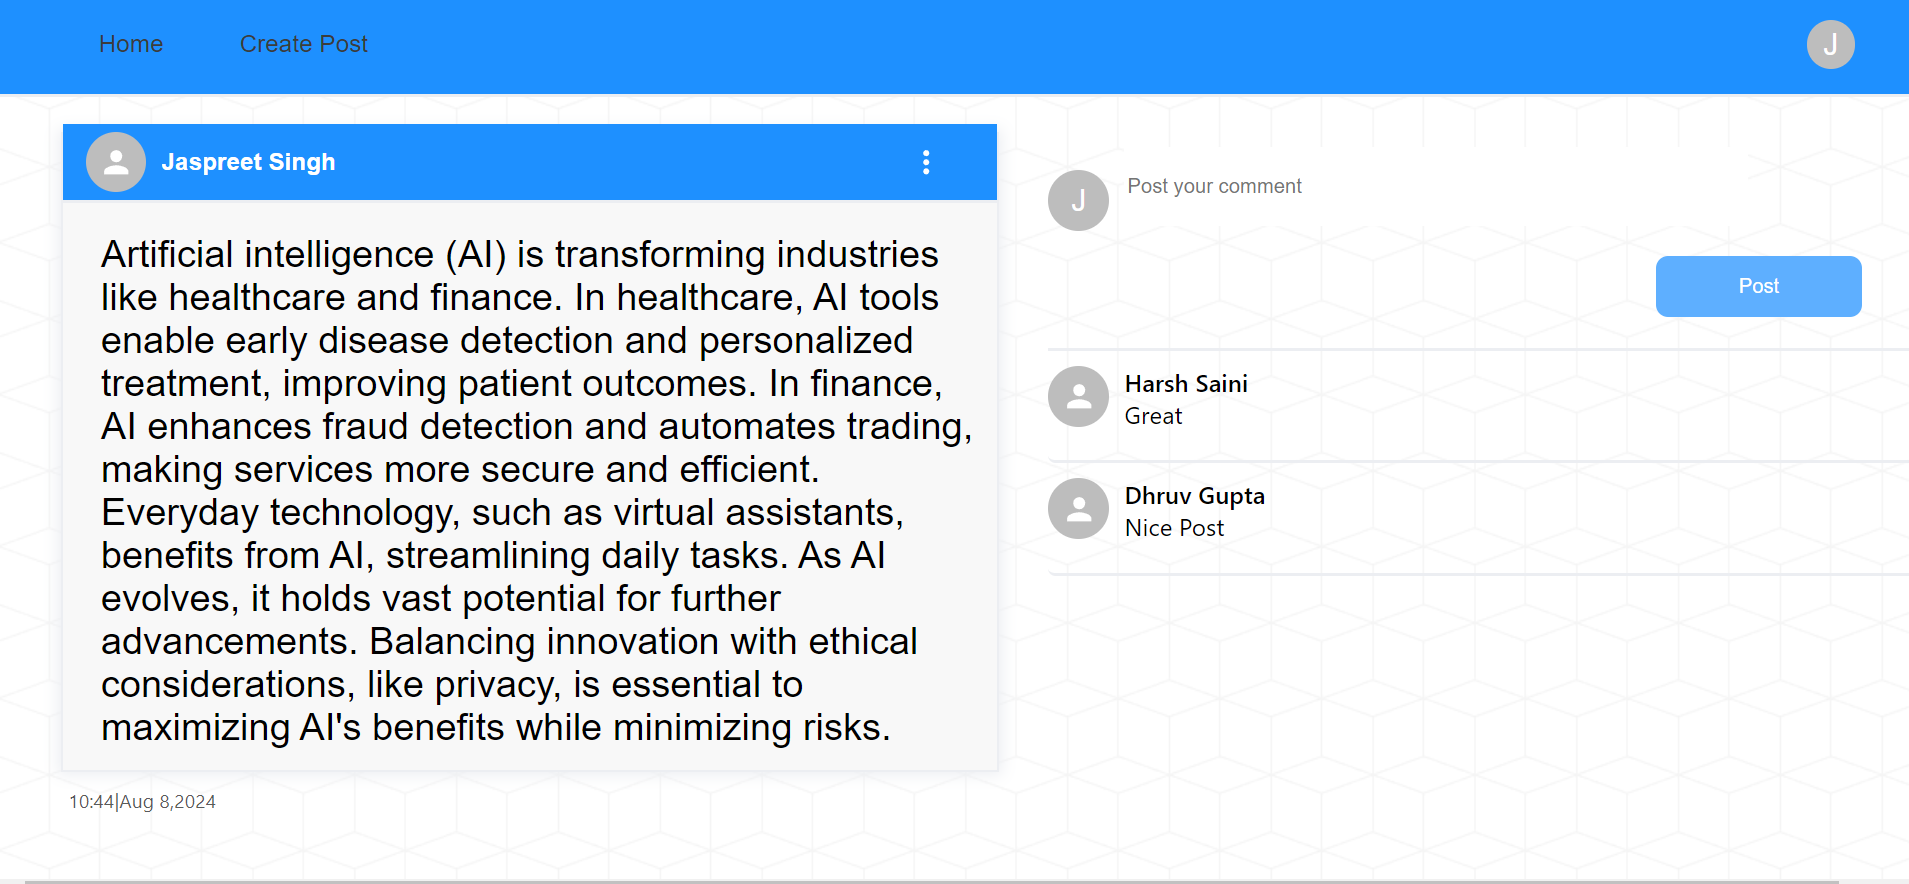 Home
Create Post
J
Jaspreet Singh
Artificial intelligence (AI) is transforming industries
like healthcare and finance. In healthcare, AI tools
enable early disease detection and personalized
treatment, improving patient outcomes. In finance,
AI enhances fraud detection and automates trading,
making services more secure and efficient.
Everyday technology, such as virtual assistants,
benefits from AI, streamlining daily tasks. As AI
evolves, it holds vast potential for further
advancements. Balancing innovation with ethical
considerations, like privacy, is essential to
maximizing AI's benefits while minimizing risks.
10:44|Aug 8,2024
J
Post your comment
Post
Harsh Saini
Great
Dhruv Gupta
Nice Post